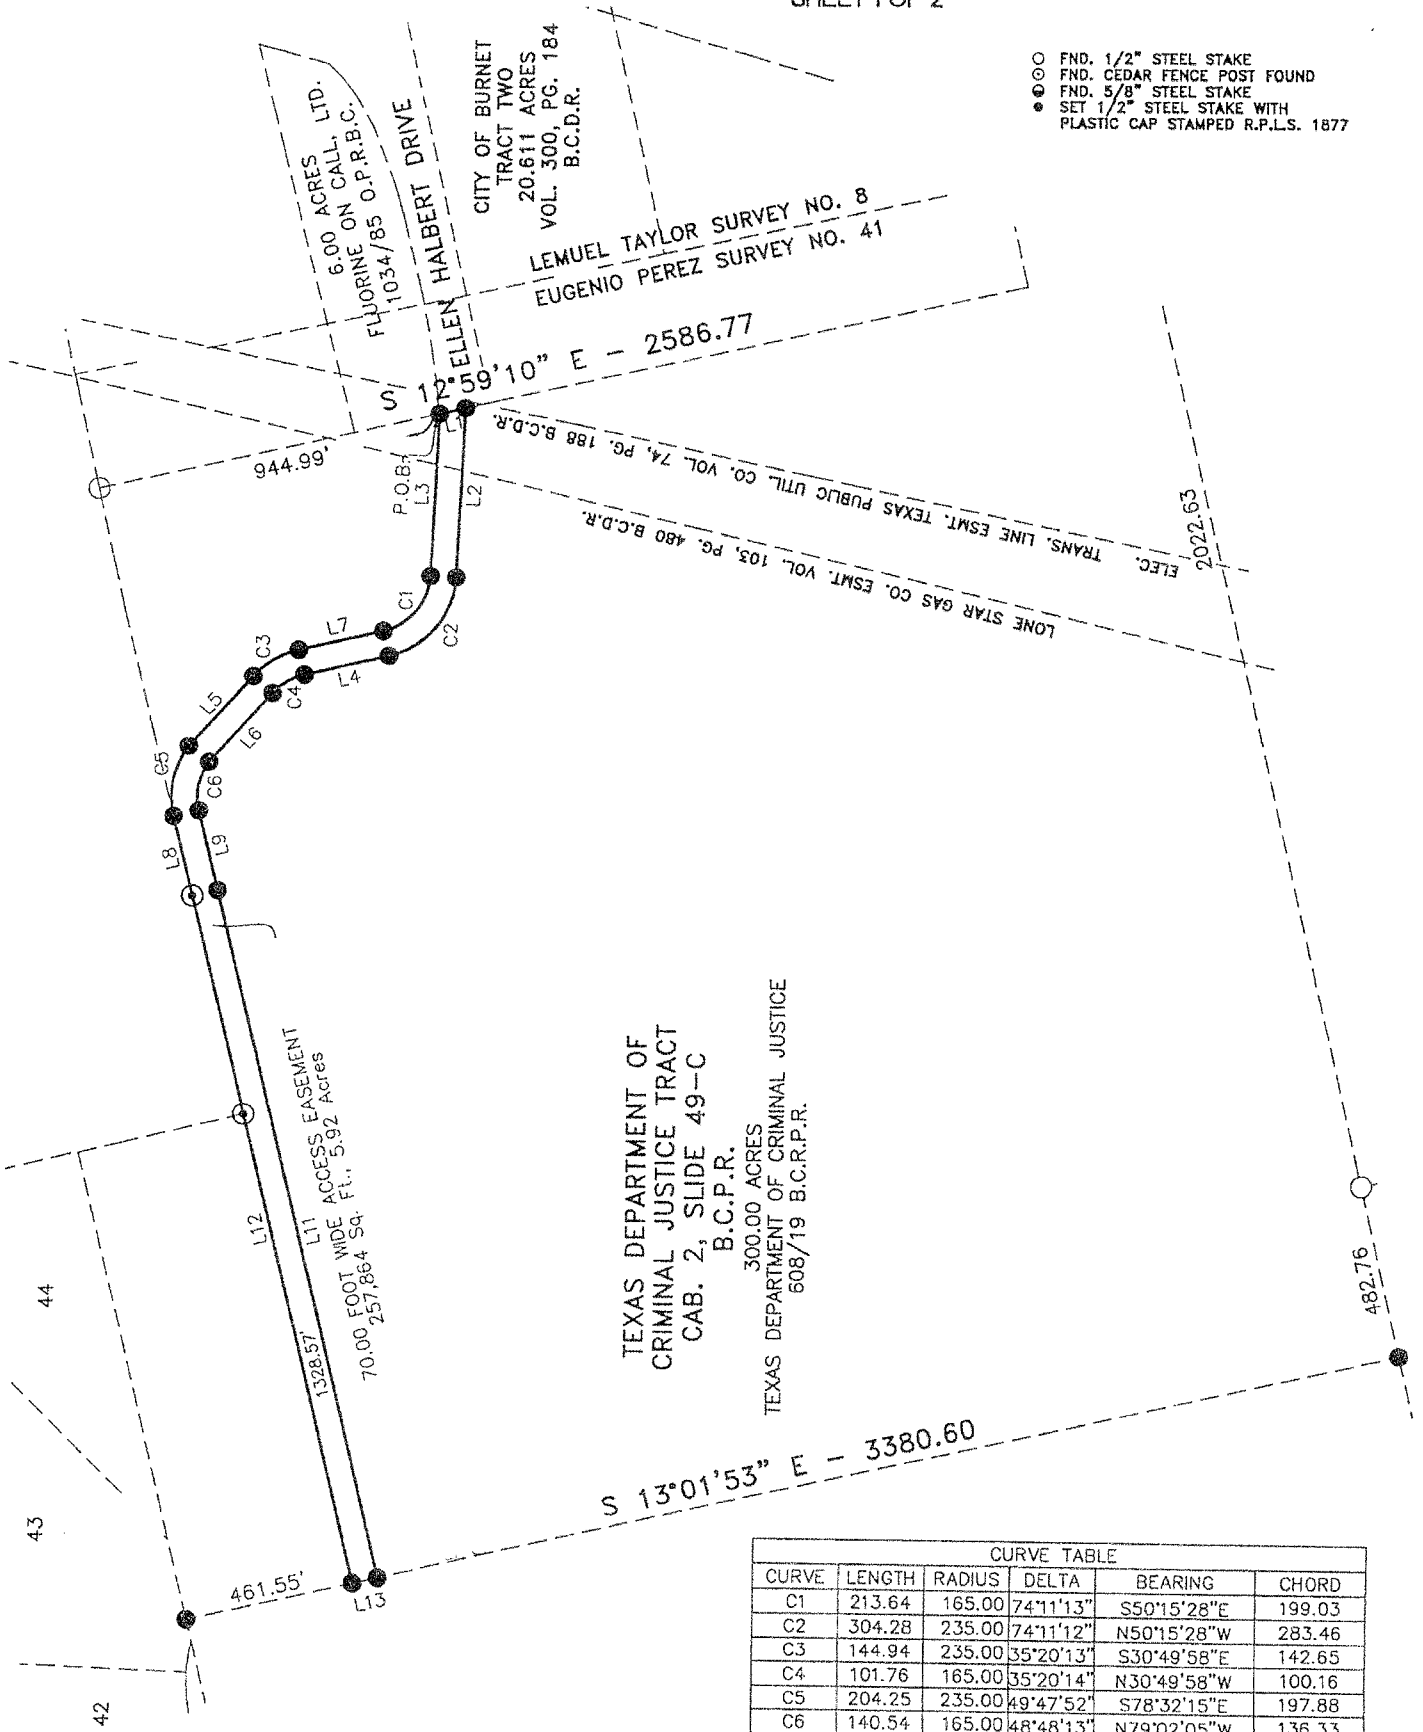 ○ FND. 1/2" STEEL STAKE
⊙ FND. CEDAR FENCE POST FOUND
FND. 5/8" STEEL STAKE
● SET 1/2" STEEL STAKE WITH
PLASTIC CAP STAMPED R.P.L.S. 1877
6.00 ACRES
FLUORINE ON CALL, LTD.
1034/85 O.P.R.B.C.
ELLEN HALBERT DRIVE
CITY OF BURNET
TRACT TWO
20.611 ACRES
VOL. 300, PG. 184
B.C.D.R.
LEMUEL TAYLOR SURVEY NO. 8
EUGENIO PEREZ SURVEY NO. 41
S 12°59'10" E - 2586.77
944.99'
P.O.B.
L1
L3
L2
ELEC. TRANS. LINE ESMT. TEXAS PUBLIC UTIL. CO. VOL. 74, PG. 188 B.C.D.R.
LONE STAR GAS CO. ESMT. VOL. 103, PG. 480 B.C.D.R.
2022.63
C1
C2
L7
L4
C3
C4
L5
L6
C5
C6
L8
L9
L12
L11
1328.57'
70.00 FOOT WIDE ACCESS EASEMENT
257,864 Sq. Ft., 5.92 Acres
44
43
42
TEXAS DEPARTMENT OF
CRIMINAL JUSTICE TRACT
CAB. 2, SLIDE 49-C
B.C.P.R.
300.00 ACRES
TEXAS DEPARTMENT OF CRIMINAL JUSTICE
608/19 B.C.R.P.R.
482.76
S 13°01'53" E - 3380.60
461.55'
L13
CURVE TABLE
CURVE LENGTH RADIUS DELTA BEARING CHORD
C1 213.64 165.00 74°11'13" S50°15'28"E 199.03
C2 304.28 235.00 74°11'12" N50°15'28"W 283.46
C3 144.94 235.00 35°20'13" S30°49'58"E 142.65
C4 101.76 165.00 35°20'14" N30°49'58"W 100.16
C5 204.25 235.00 49°47'52" S78°32'15"E 197.88
C6 140.54 165.00 48°48'13" N79°02'05"W 136.33